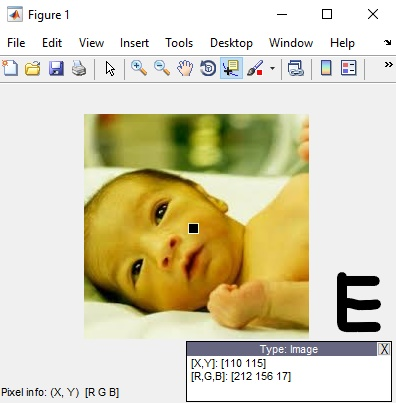 Figure 1
File Edit View Insert Tools Desktop Window Help
E
Type: Image X
[X,Y]: [110 115]
[R,G,B]: [212 156 17]
Pixel info: (X, Y) [R G B]